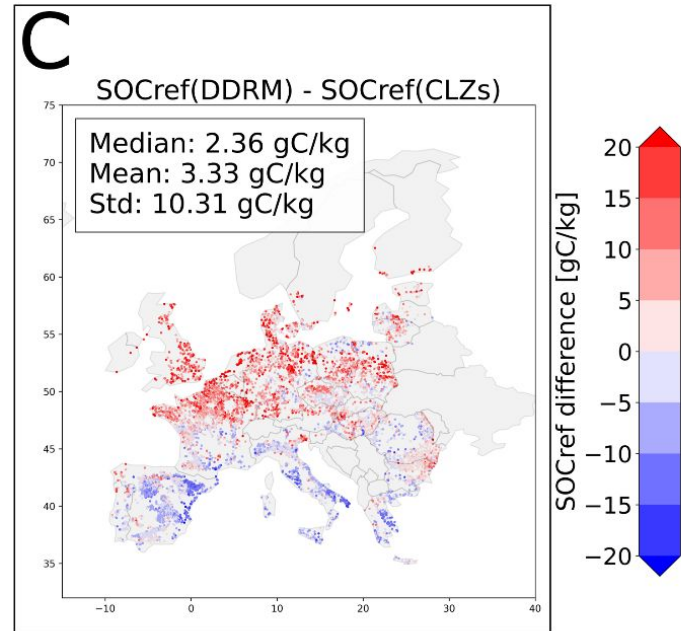 C
SOCref(DDRM) - SOCref(CLZs)
75
70
65
60
55
50
45
40
35
Median: 2.36 gC/kg
Mean: 3.33 gC/kg
Std: 10.31 gC/kg
−10 0 10 20 30 40
SOCref difference [gC/kg]
20
15
10
5
0
−5
−10
−15
−20